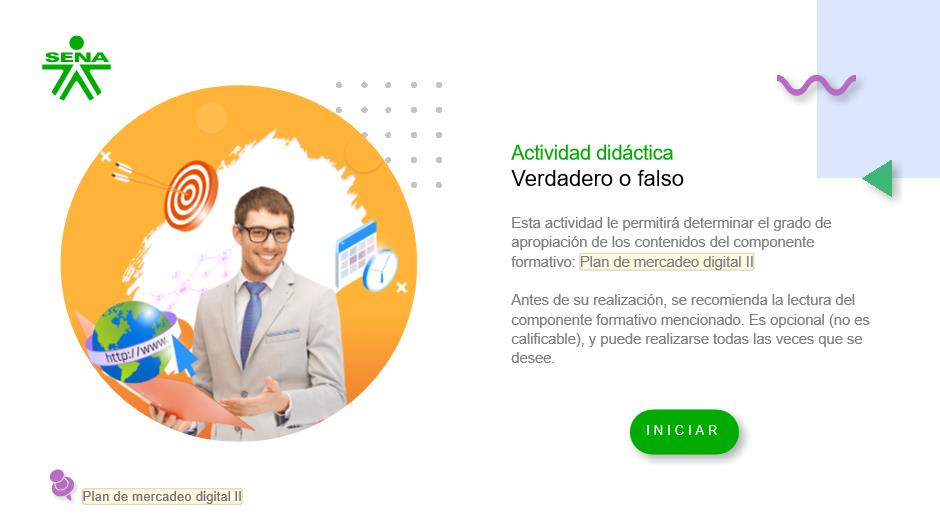 SENA
Actividad didáctica
Verdadero o falso
Esta actividad le permitirá determinar el grado de
apropiación de los contenidos del componente
formativo: Plan de mercadeo digital II
Antes de su realización, se recomienda la lectura del
componente formativo mencionado. Es opcional (no es
calificable), y puede realizarse todas las veces que se
desee.
http://www.
INICIAR
Plan de mercadeo digital II